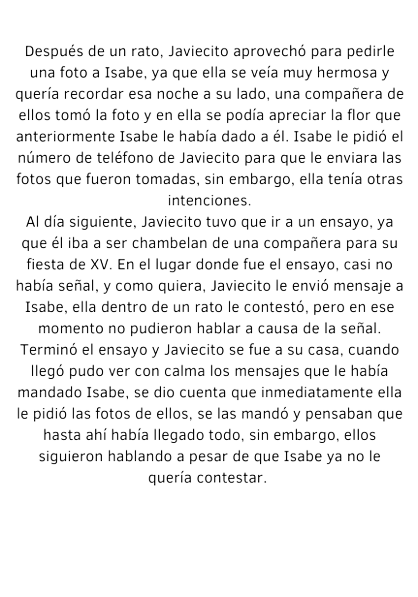 Después de un rato, Javiecito aprovechó para pedirle
una foto a Isabe, ya que ella se veía muy hermosa y
quería recordar esa noche a su lado, una compañera de
ellos tomó la foto y en ella se podía apreciar la flor que
anteriormente Isabe le había dado a él. Isabe le pidió el
número de teléfono de Javiecito para que le enviara las
fotos que fueron tomadas, sin embargo, ella tenía otras
intenciones.
Al día siguiente, Javiecito tuvo que ir a un ensayo, ya
que él iba a ser chambelan de una compañera para su
fiesta de XV. En el lugar donde fue el ensayo, casi no
había señal, y como quiera, Javiecito le envió mensaje a
Isabe, ella dentro de un rato le contestó, pero en ese
momento no pudieron hablar a causa de la señal.
Terminó el ensayo y Javiecito se fue a su casa, cuando
llegó pudo ver con calma los mensajes que le había
mandado Isabe, se dio cuenta que inmediatamente ella
le pidió las fotos de ellos, se las mandó y pensaban que
hasta ahí había llegado todo, sin embargo, ellos
siguieron hablando a pesar de que Isabe ya no le
quería contestar.